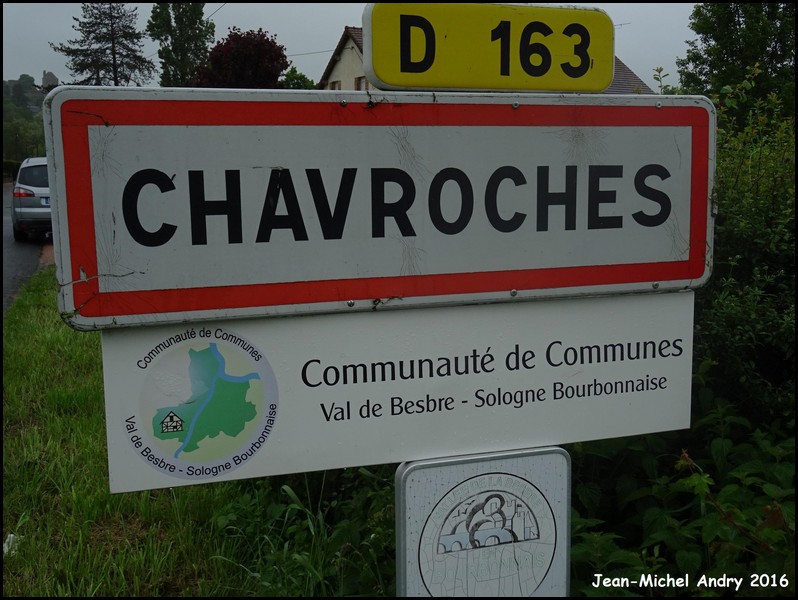 D 163
CHAVROCHES
Communauté de Communes
Val de Besbre - Sologne Bourbonnaise
Communauté de Communes
Val de Besbre - Sologne Bourbonnaise
Jean-Michel Andry 2016